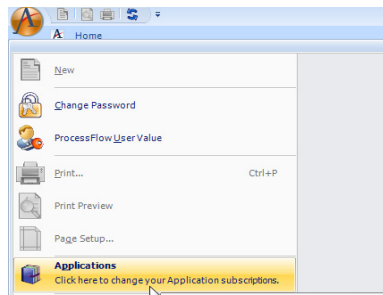 A
A Home
New
Change Password
ProcessFlow User Value
Print... Ctrl+P
Print Preview
Page Setup...
Applications
Click here to change your Application subscriptions.